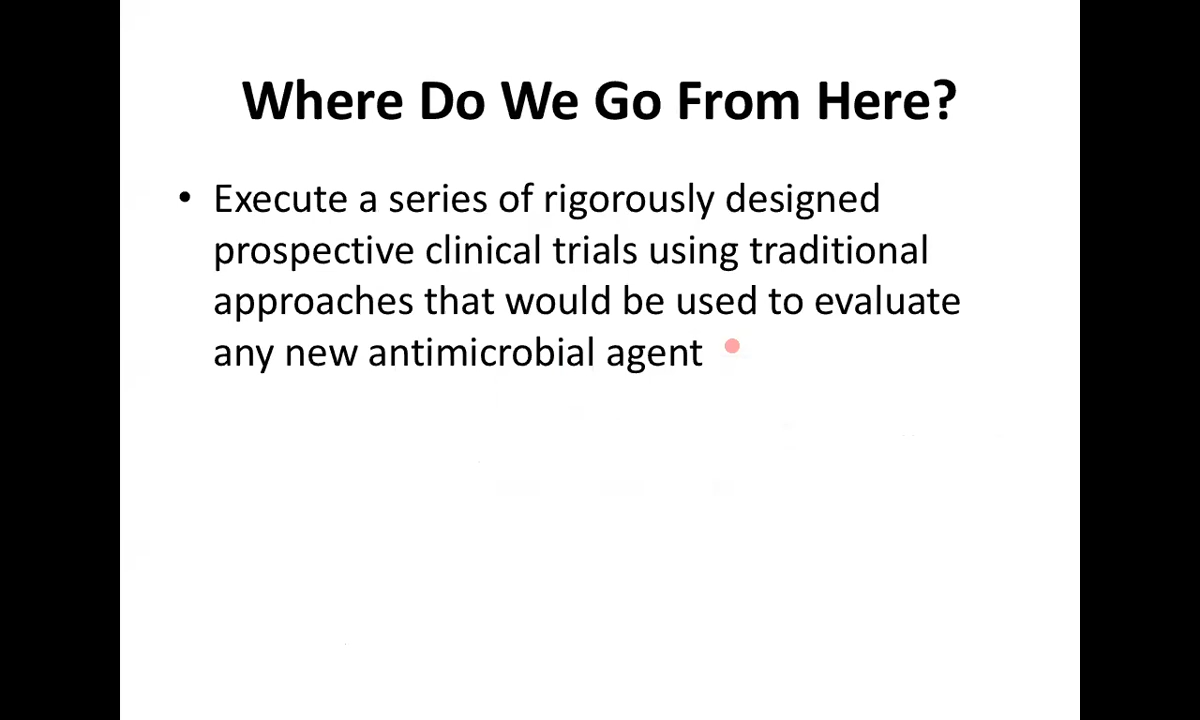 Where Do We Go From Here?
• Execute a series of rigorously designed
prospective clinical trials using traditional
approaches that would be used to evaluate
any new antimicrobial agent